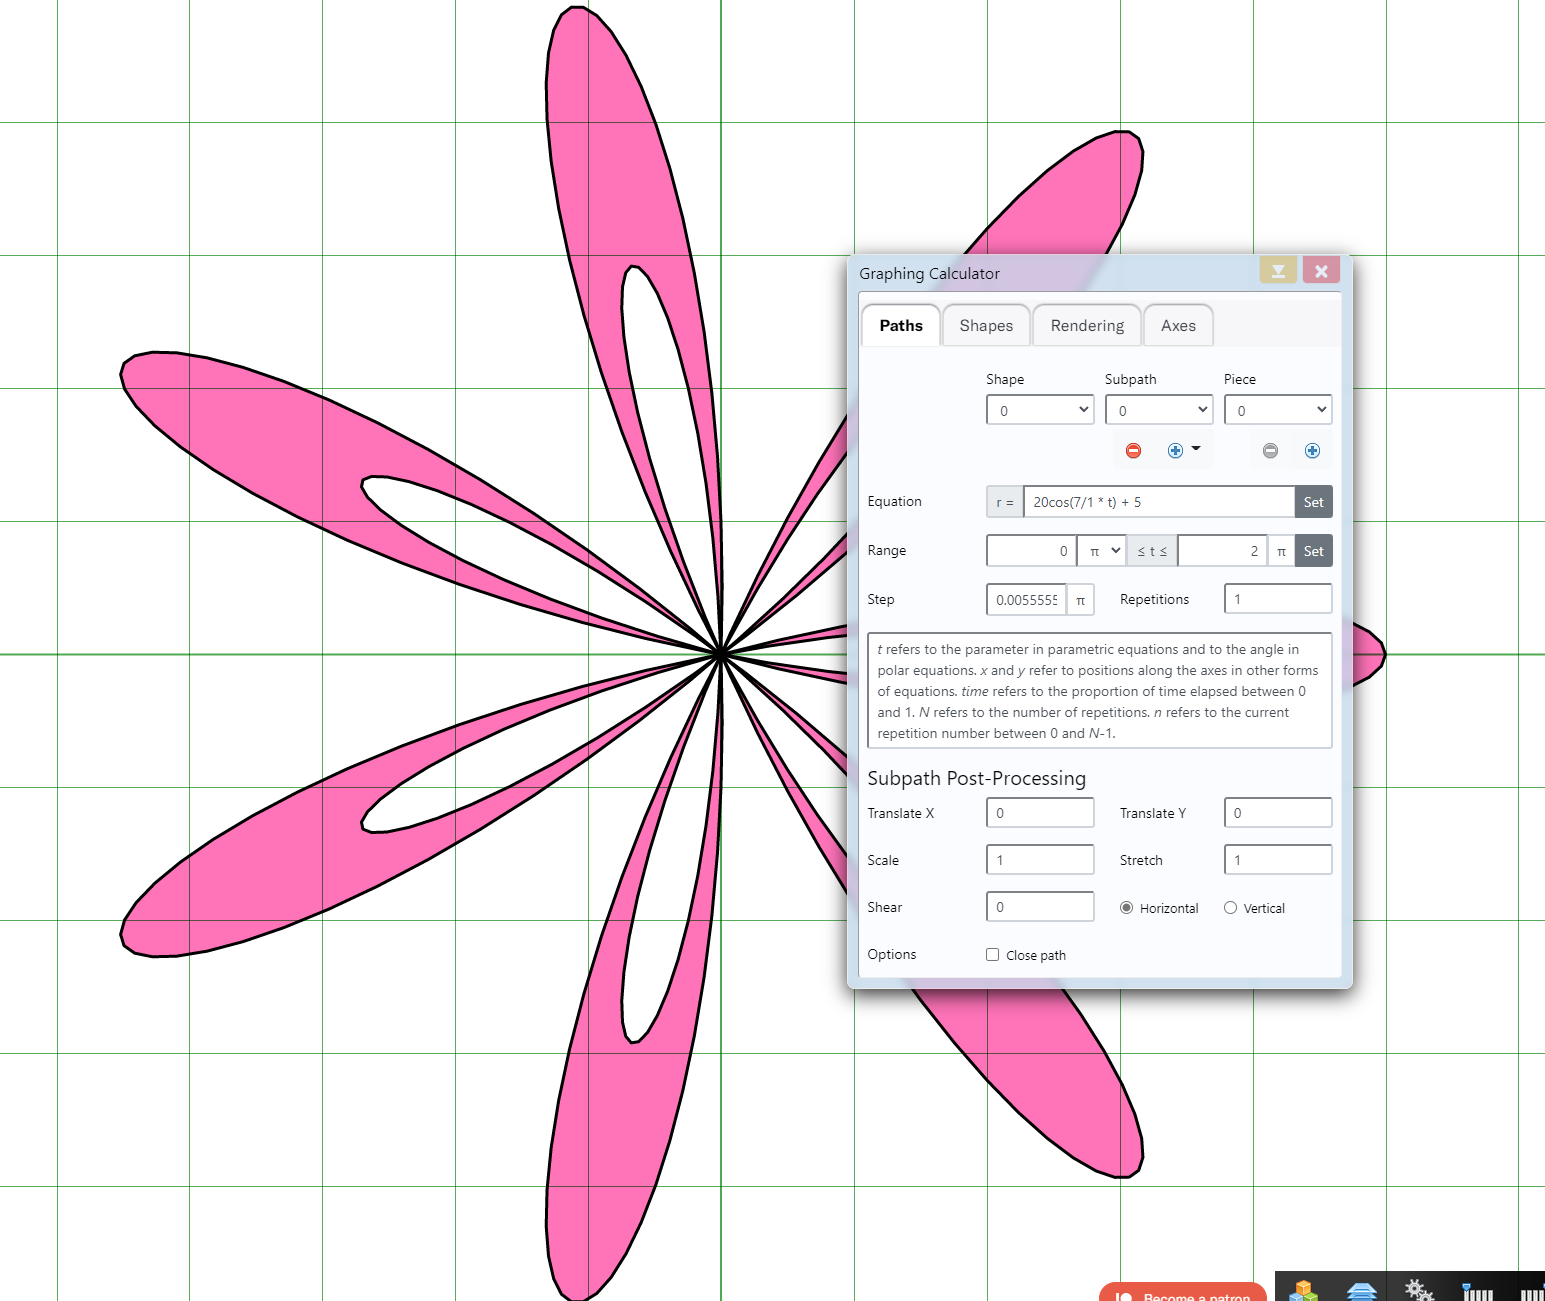 Graphing Calculator
Paths Shapes Rendering Axes
Shape Subpath Piece
0 0 0
Equation r = 20cos(7/1 * t) + 5 Set
Range 0 π ≤ t ≤ 2 π Set
Step 0.0055555 π Repetitions 1
t refers to the parameter in parametric equations and to the angle in
polar equations. x and y refer to positions along the axes in other forms
of equations. time refers to the proportion of time elapsed between 0
and 1. N refers to the number of repetitions. n refers to the current
repetition number between 0 and N-1.
Subpath Post-Processing
Translate X 0 Translate Y 0
Scale 1 Stretch 1
Shear 0 Horizontal Vertical
Options Close path
Become a patron